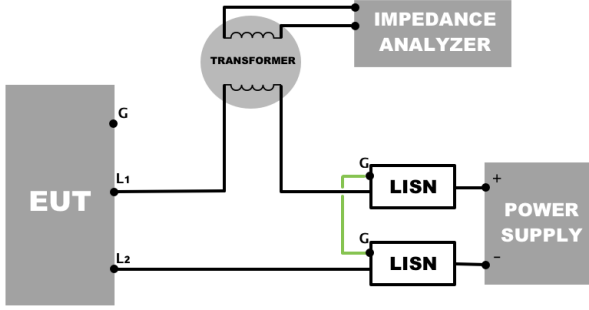 IMPEDANCE
ANALYZER
TRANSFORMER
G
L1
EUT
L2
G
LISN
+
POWER
SUPPLY
G
LISN
−